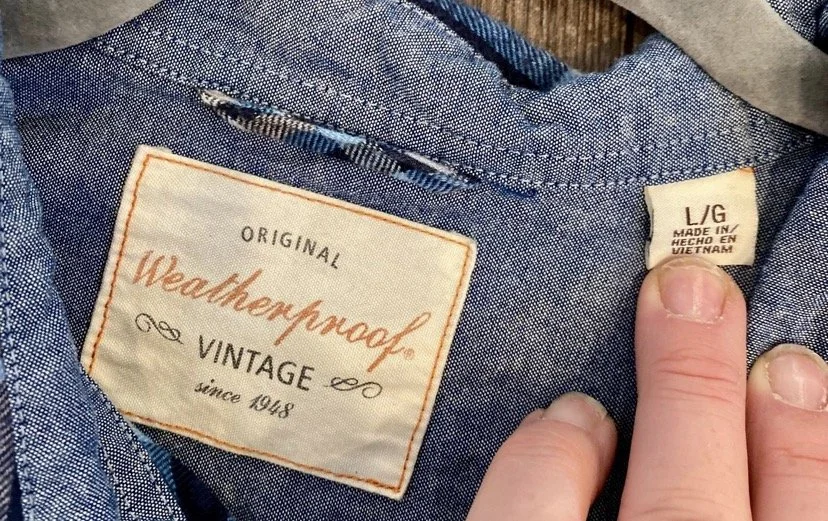 ORIGINAL
Weatherproof®
VINTAGE
since 1948
L/G
MADE IN/
HECHO EN
VIETNAM